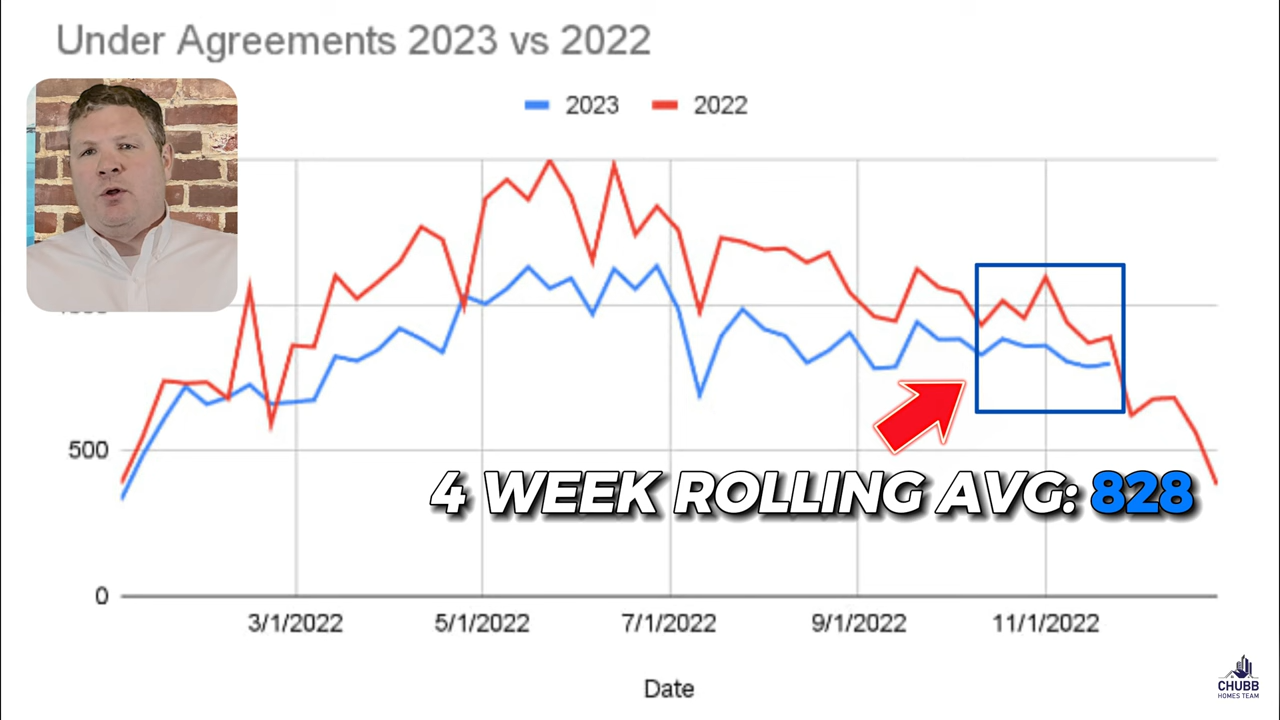 Under Agreements 2023 vs 2022
2023
2022
500
4 WEEK ROLLING AVG: 828
0
3/1/2022
5/1/2022
7/1/2022
9/1/2022
11/1/2022
Date
CHUBB
HOMES TEAM